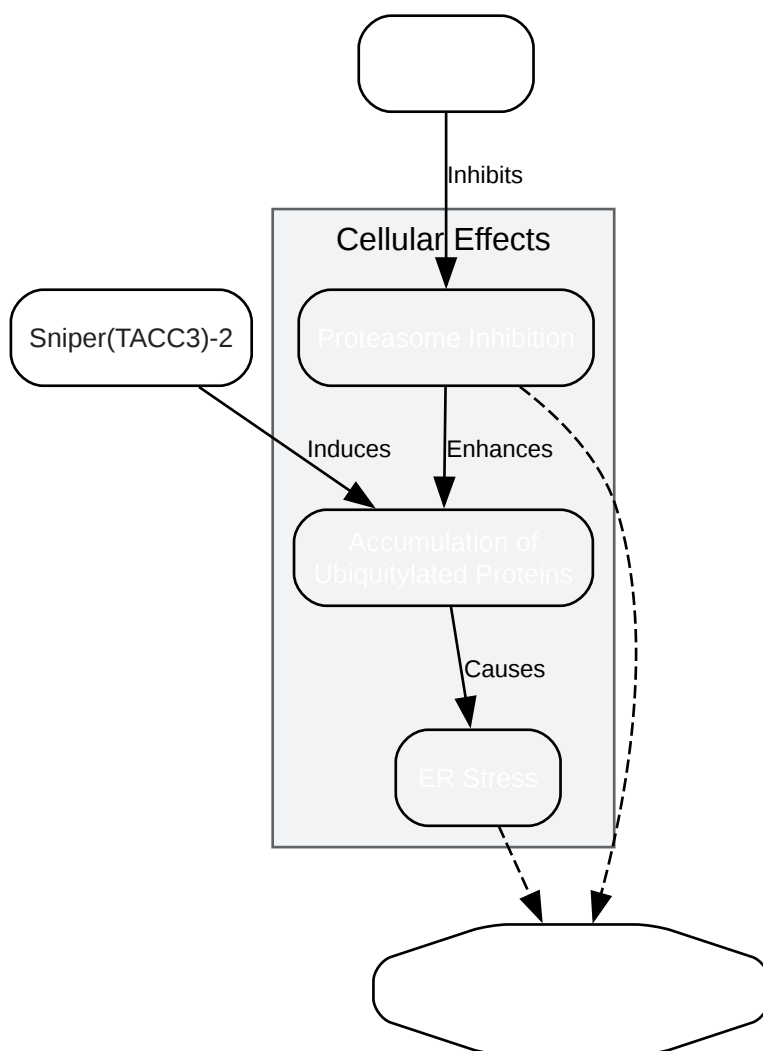 Inhibits
Cellular Effects
Sniper(TACC3)-2
Proteasome Inhibition
Induces
Enhances
Accumulation of
Ubiquitylated Proteins
Causes
ER Stress